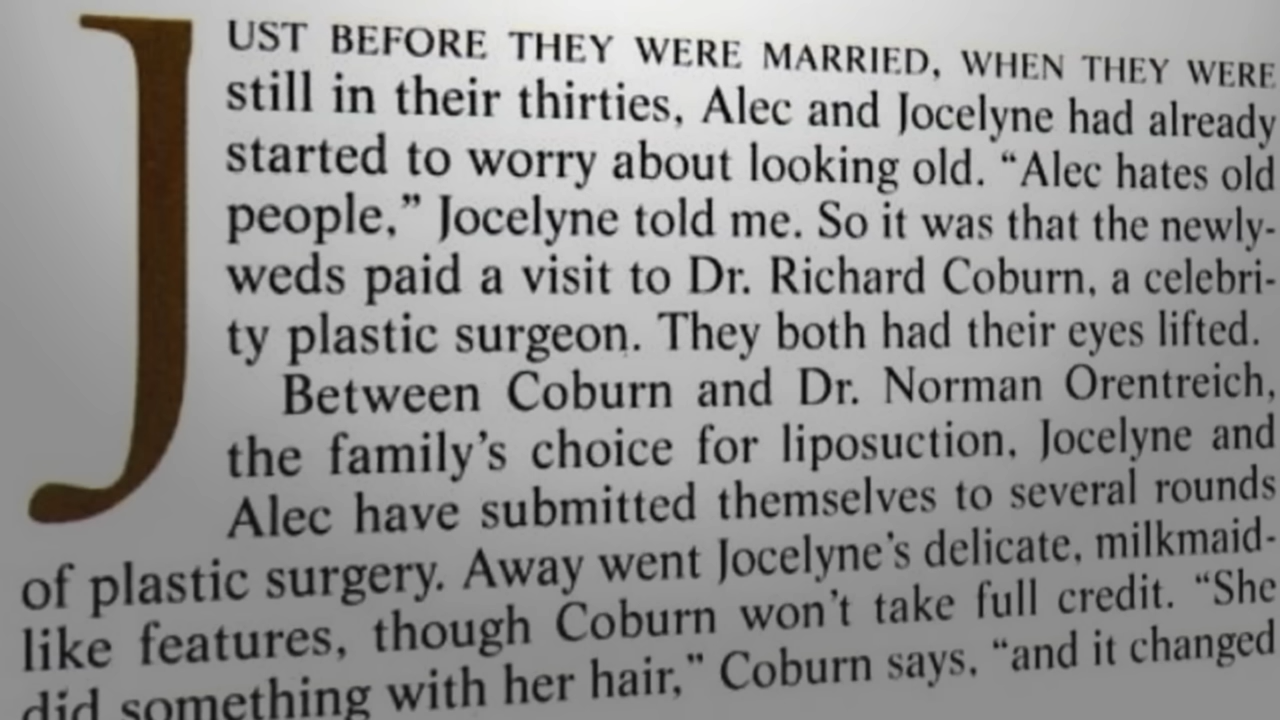 JUST BEFORE THEY WERE MARRIED, WHEN THEY WERE
still in their thirties, Alec and Jocelyne had already
started to worry about looking old. “Alec hates old
people,” Jocelyne told me. So it was that the newly-
weds paid a visit to Dr. Richard Coburn, a celebri-
ty plastic surgeon. They both had their eyes lifted.
Between Coburn and Dr. Norman Orentreich,
the family’s choice for liposuction, Jocelyne and
Alec have submitted themselves to several rounds
of plastic surgery. Away went Jocelyne’s delicate, milkmaid-
like features, though Coburn won’t take full credit. “She
did something with her hair,” Coburn says, “and it changed